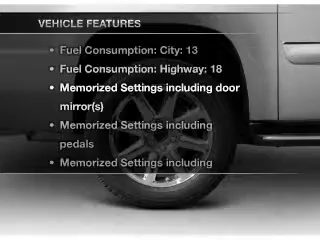 VEHICLE FEATURES
• Fuel Consumption: City: 13
• Fuel Consumption: Highway: 18
• Memorized Settings including door
mirror(s)
• Memorized Settings including
pedals
• Memorized Settings including